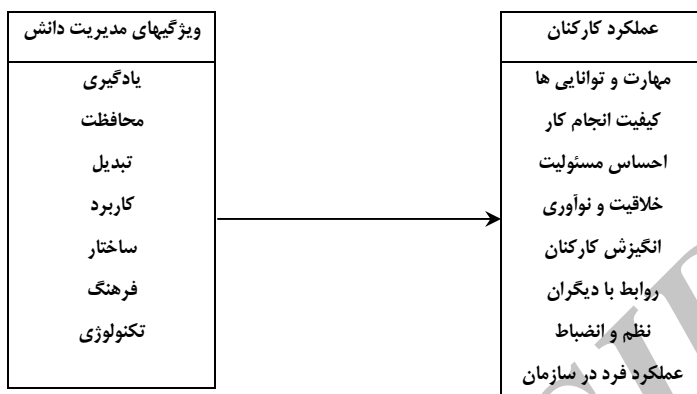 ویژگیهای مدیریت دانش
یادگیری
محافظت
تبدیل
کاربرد
ساختار
فرهنگ
تکنولوژی
عملکرد کارکنان
مهارت و توانایی ها
کیفیت انجام کار
احساس مسئولیت
خلاقیت و نوآوری
انگیزش کارکنان
روابط با دیگران
نظم و انضباط
عملکرد فرد در سازمان